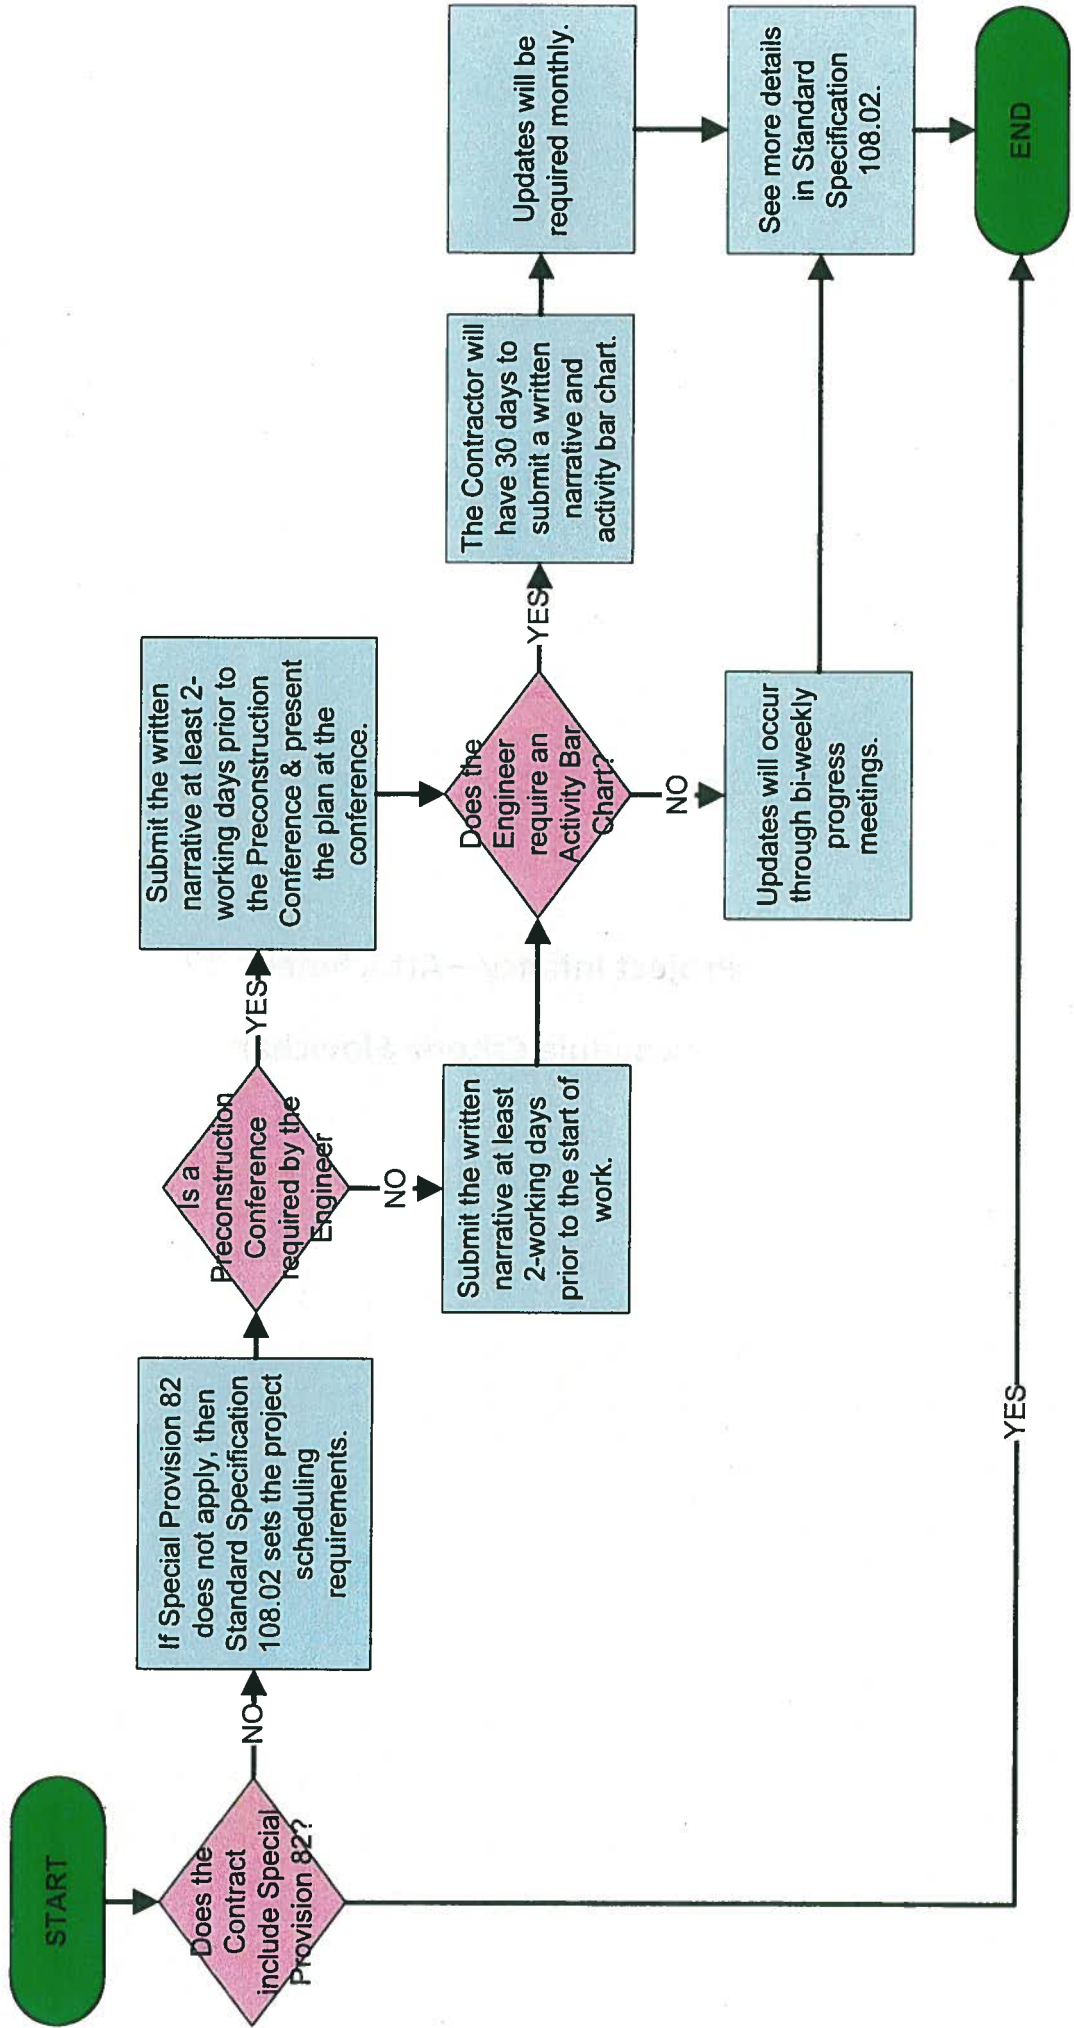 START
Does the
Contract
include Special
Provision 82?
NO
YES
If Special Provision 82
does not apply, then
Standard Specification
108.02 sets the project
scheduling
requirements.
Is a
Preconstruction
Conference
required by the
Engineer
YES
NO
Submit the written
narrative at least 2-
working days prior to
the Preconstruction
Conference & present
the plan at the
conference.
Submit the written
narrative at least
2-working days
prior to the start of
work.
Does the
Engineer
require an
Activity Bar
Chart?
YES
NO
The Contractor will
have 30 days to
submit a written
narrative and
activity bar chart.
Updates will occur
through bi-weekly
progress
meetings.
Updates will be
required monthly.
See more details
in Standard
Specification
108.02.
END